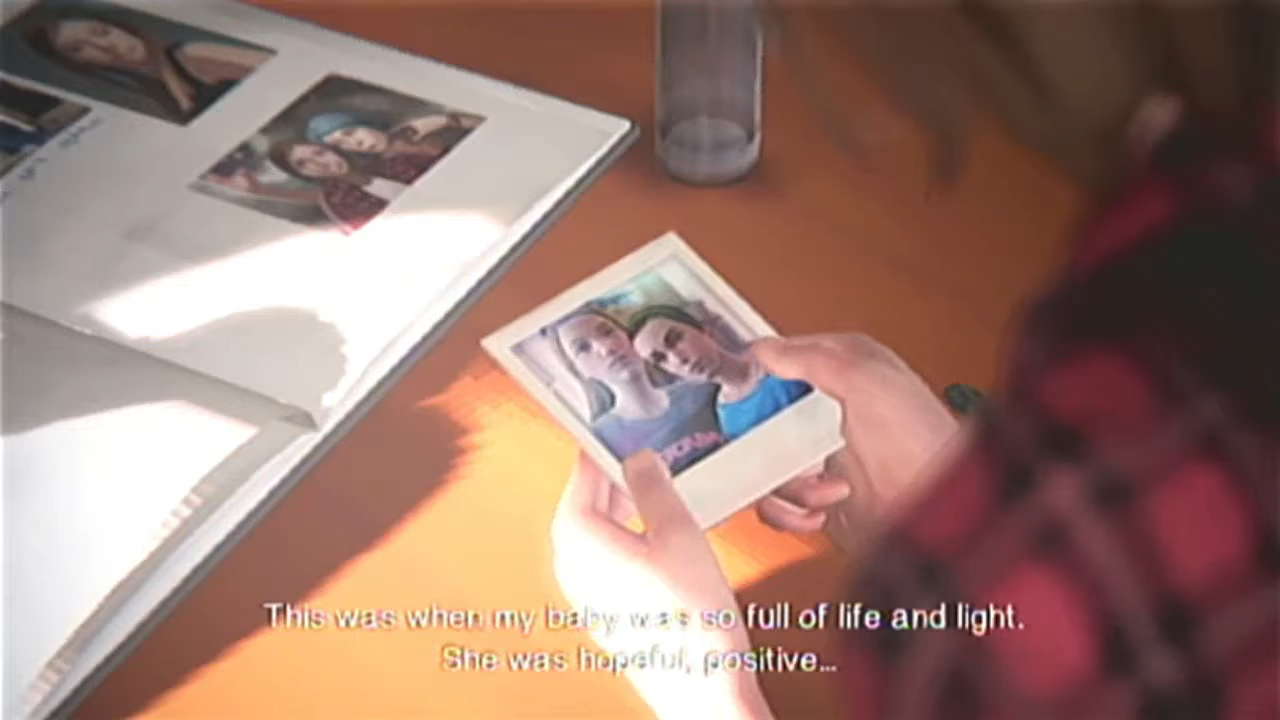 This was when my baby was so full of life and light.
She was hopeful, positive...